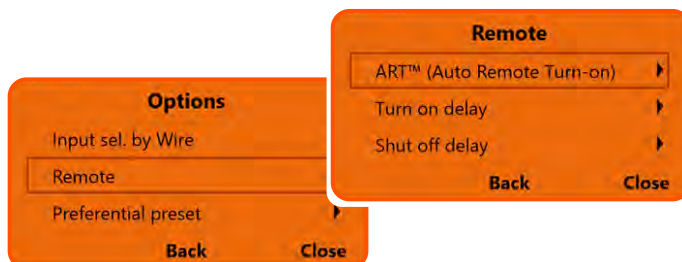 Options
Input sel. by Wire
Remote
Preferential preset
Back Close
Remote
ART™ (Auto Remote Turn-on)
Turn on delay
Shut off delay
Back Close